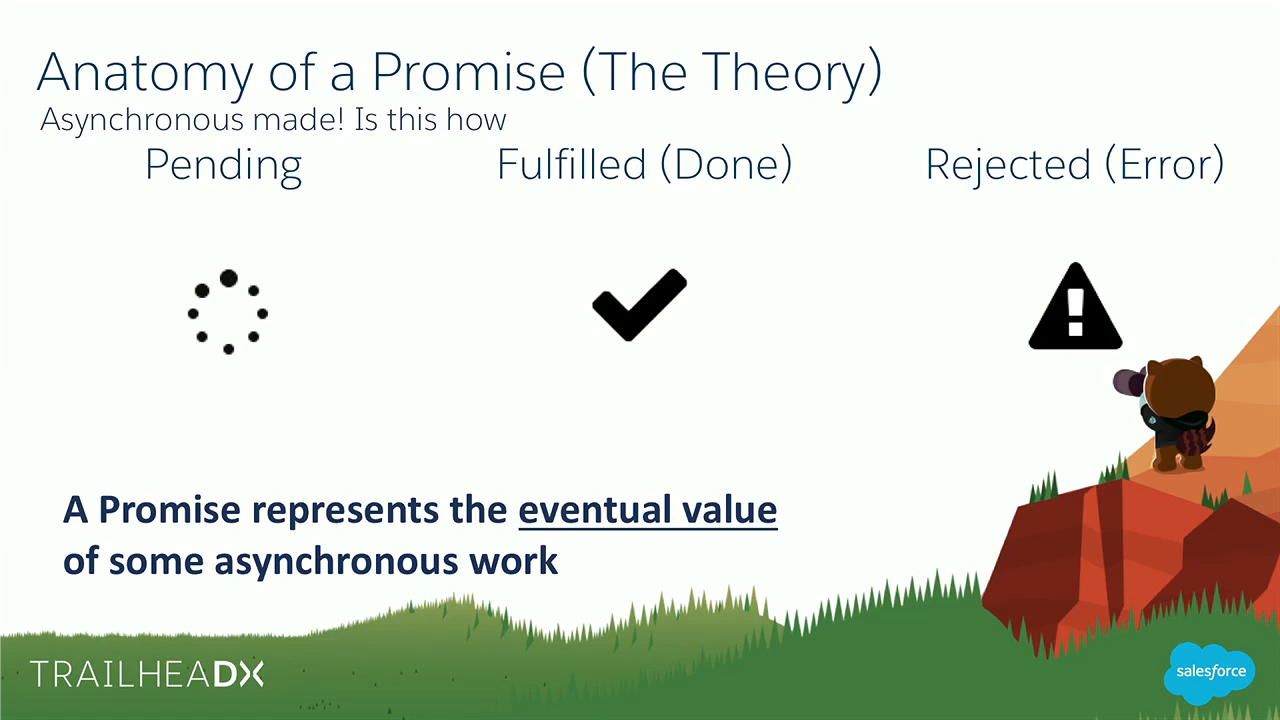 Anatomy of a Promise (The Theory)
Asynchronous made! Is this how
Pending
Fulfilled (Done)
Rejected (Error)
A Promise represents the eventual value
of some asynchronous work
TRAILHEADX
salesforce